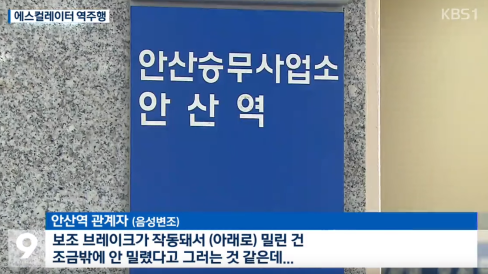 에스컬레이터 역주행
KBS1
안산승무사업소
안 산 역
안산역 관계자 (음성변조)
9
보조 브레이크가 작동돼서 (아래로) 밀린 건
조금밖에 안 밀렸다고 그러는 것 같은데...